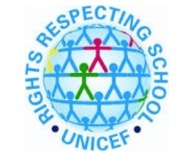 RIGHTS RESPECTING SCHOOL
• UNICEF •